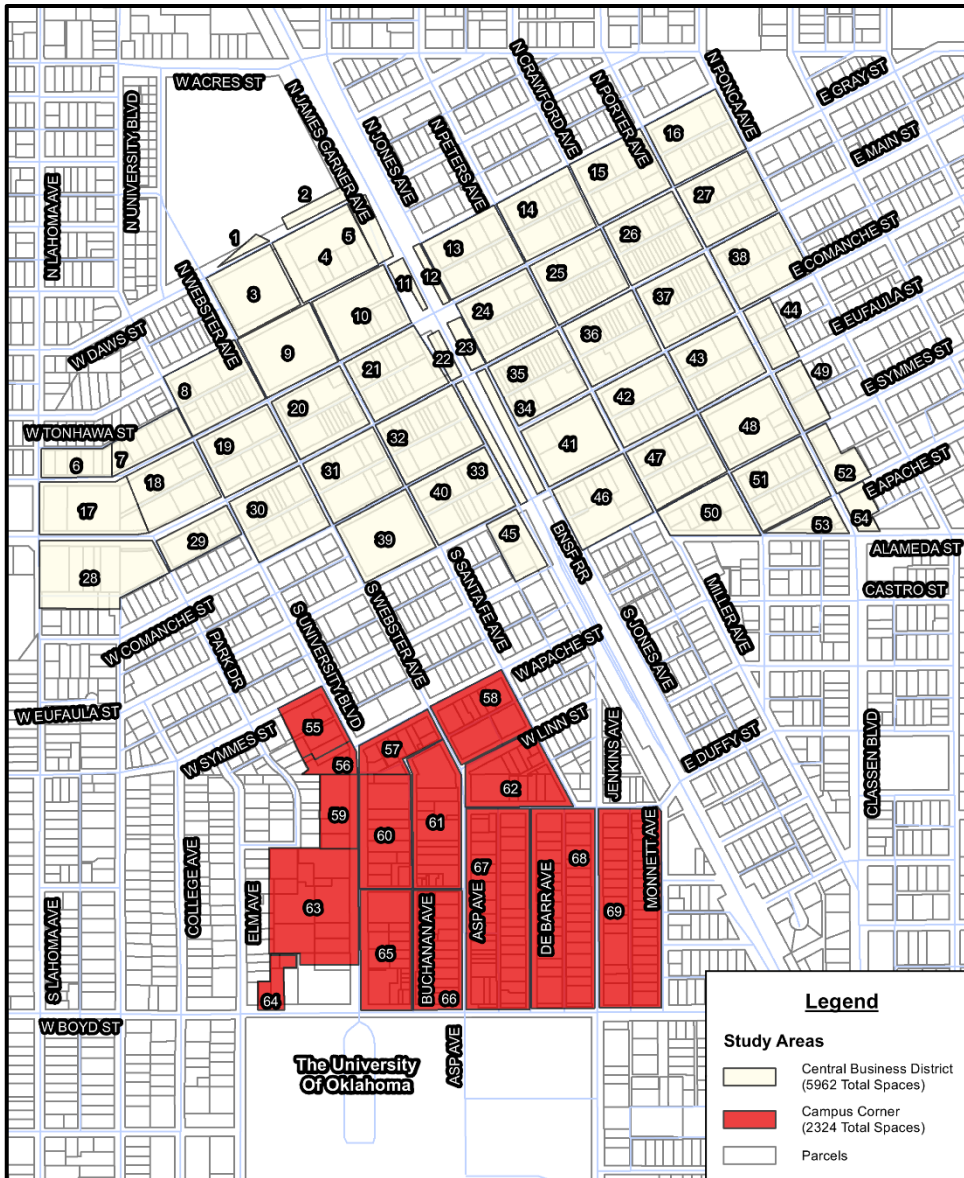 W ACRES ST
N LAHOMA AVE
N UNIVERSITY BLVD
N JAMES GARNER AVE
N JONES AVE
N PETERS AVE
N CRAWFORD AVE
N PORTER AVE
N PONCA AVE
E GRAY ST
E MAIN ST
E COMANCHE ST
E EUFAULA ST
E SYMMES ST
E APACHE ST
N WEBSTER AVE
W DAWS ST
W TONHAWA ST
1
2
3
4
5
6
7
8
9
10
11
12
13
14
15
16
17
18
19
20
21
22
23
24
25
26
27
28
29
30
31
32
33
34
35
36
37
38
39
40
41
42
43
44
45
46
47
48
49
50
51
52
53
54
ALAMEDA ST
CASTRO ST
BNSF RR
MILLER AVE
S JONES AVE
S SANTA FE AVE
S WEBSTER AVE
S UNIVERSITY BLVD
PARK DR
W COMANCHE ST
W EUFAULA ST
W SYMMES ST
W APACHE ST
W LINN ST
JENKINS AVE
E DUFFY ST
CLASSEN BLVD
55
56
57
58
59
60
61
62
63
64
65
66
67
68
69
S LAHOMA AVE
COLLEGE AVE
ELM AVE
BUCHANAN AVE
ASP AVE
DE BARR AVE
MONNETT AVE
W BOYD ST
The University
Of Oklahoma
ASP AVE
Legend
Study Areas
Central Business District
(5962 Total Spaces)
Campus Corner
(2324 Total Spaces)
Parcels